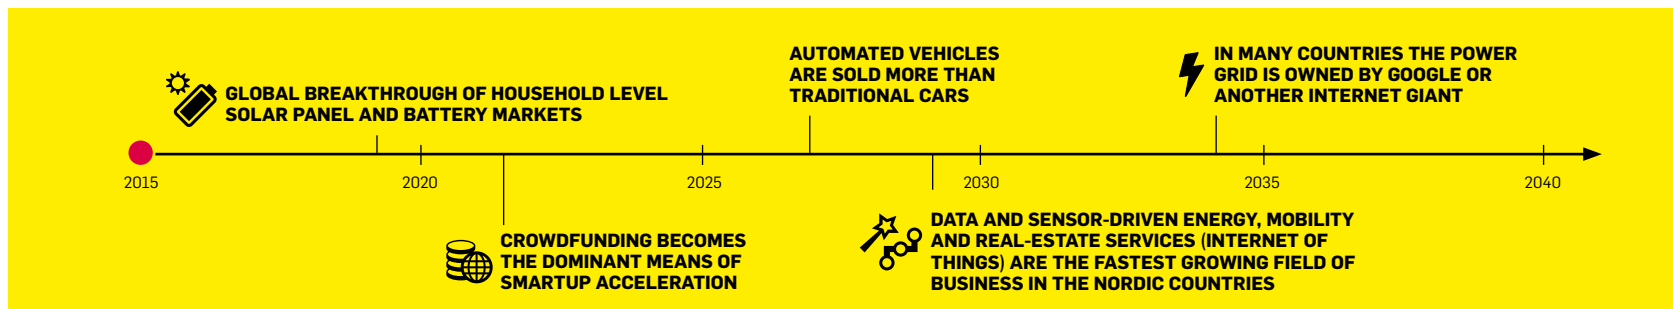 GLOBAL BREAKTHROUGH OF HOUSEHOLD LEVEL
SOLAR PANEL AND BATTERY MARKETS
AUTOMATED VEHICLES
ARE SOLD MORE THAN
TRADITIONAL CARS
IN MANY COUNTRIES THE POWER
GRID IS OWNED BY GOOGLE OR
ANOTHER INTERNET GIANT
2015
2020
2025
2030
2035
2040
CROWDFUNDING BECOMES
THE DOMINANT MEANS OF
SMARTUP ACCELERATION
DATA AND SENSOR-DRIVEN ENERGY, MOBILITY
AND REAL-ESTATE SERVICES (INTERNET OF
THINGS) ARE THE FASTEST GROWING FIELD OF
BUSINESS IN THE NORDIC COUNTRIES